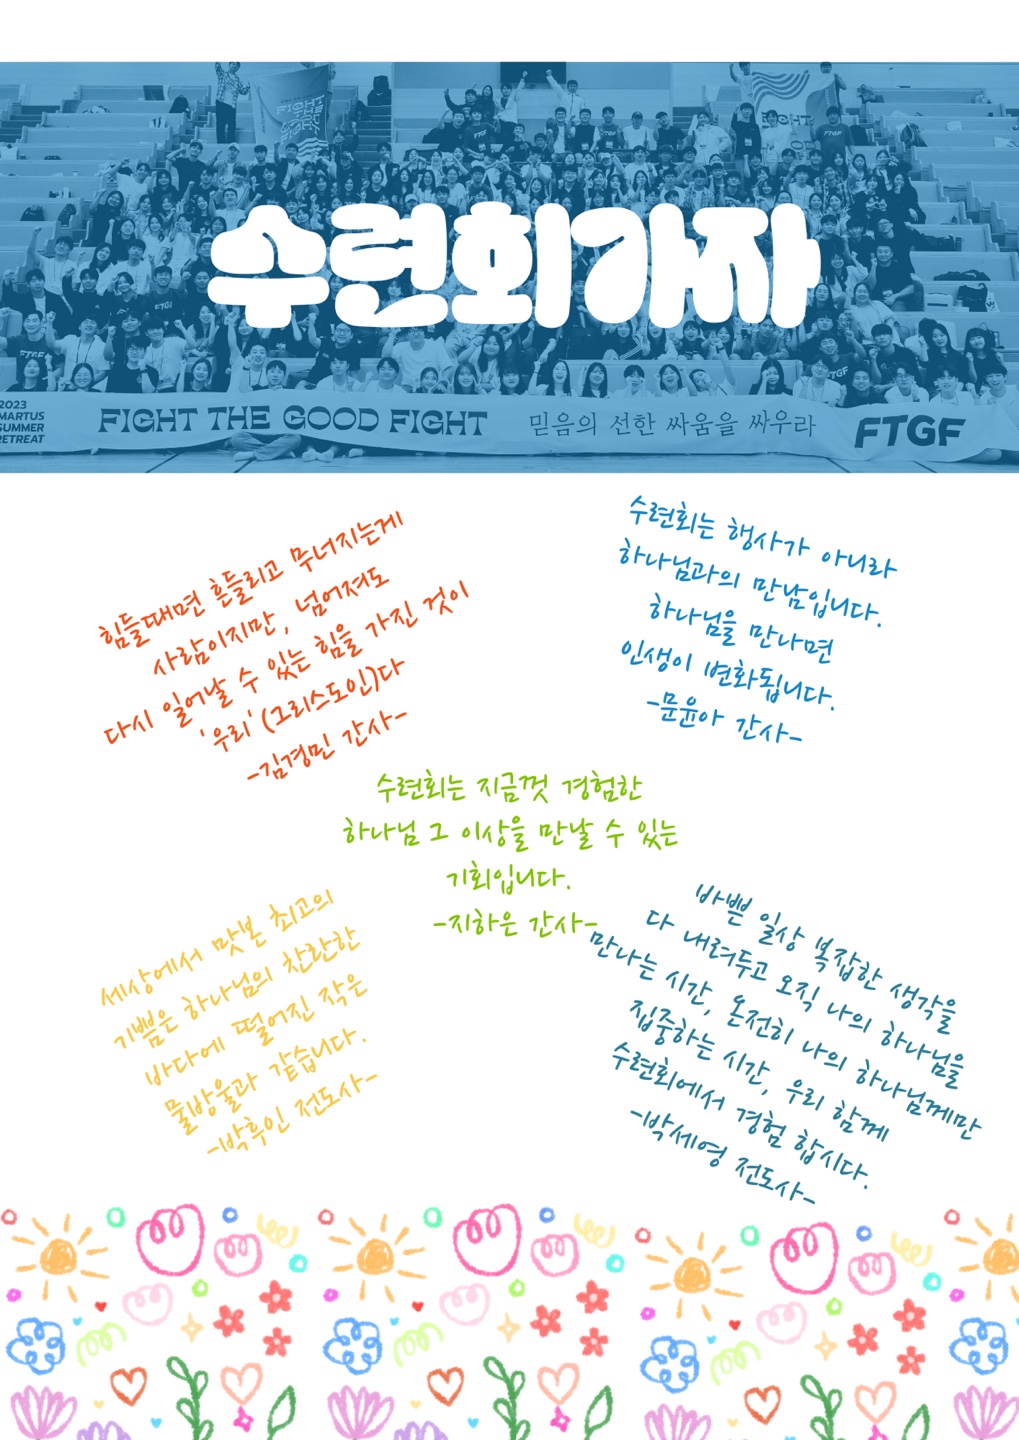 FIGHT
THE
GOOD
FIGHT
수련회가자
FTGF
2023
MARTUS
SUMMER
RETREAT
FIGHT THE GOOD FIGHT
믿음의 선한 싸움을 싸우라
FTGF
힘들때면 흔들리고 무너지는게
사람이지만, 넘어져도
다시 일어날 수 있는 힘을 가진 것이
'우리'(그리스도인)다
-김경민 간사-
수련회는 행사가 아니라
하나님과의 만남입니다.
하나님을 만나면
인생이 변화됩니다.
-문윤아 간사-
수련회는 지금껏 경험한
하나님 그 이상을 만날 수 있는
기회입니다.
-지하은 간사-
세상에서 맛본 최고의
기쁨은 하나님의 찬란한
바다에 떨어진 작은
물방울과 같습니다.
-박흑인 전도사-
바쁜 일상 복잡한 생각을
다 내려두고 오직 나의 하나님을
만나는 시간, 온전히 나의 하나님께만
집중하는 시간, 우리 함께
수련회에서 경험 합시다.
-박세영 전도사-